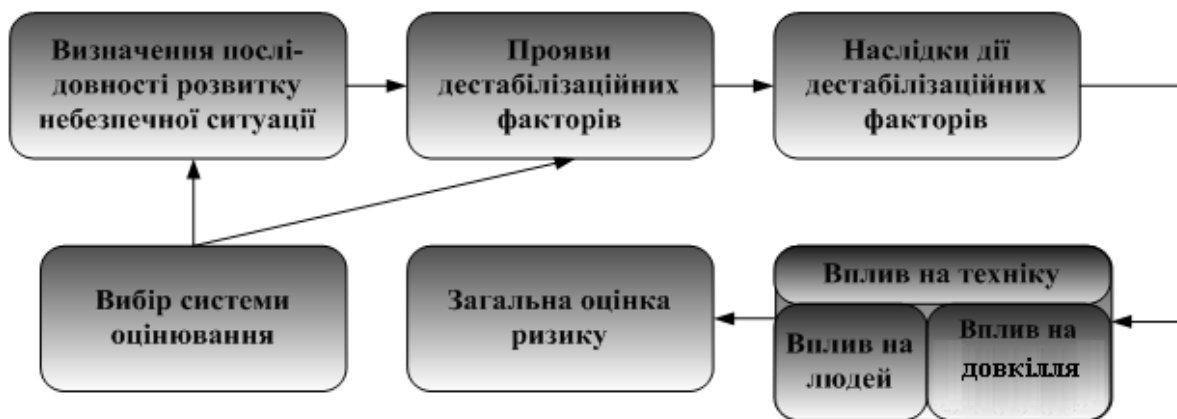 Визначення послі-
довності розвитку
небезпечної ситуації
Прояви
дестабілізаційних
факторів
Наслідки дії
дестабілізаційних
факторів
Вибір системи
оцінювання
Загальна оцінка
ризику
Вплив на техніку
Вплив на
людей
Вплив на
довкілля